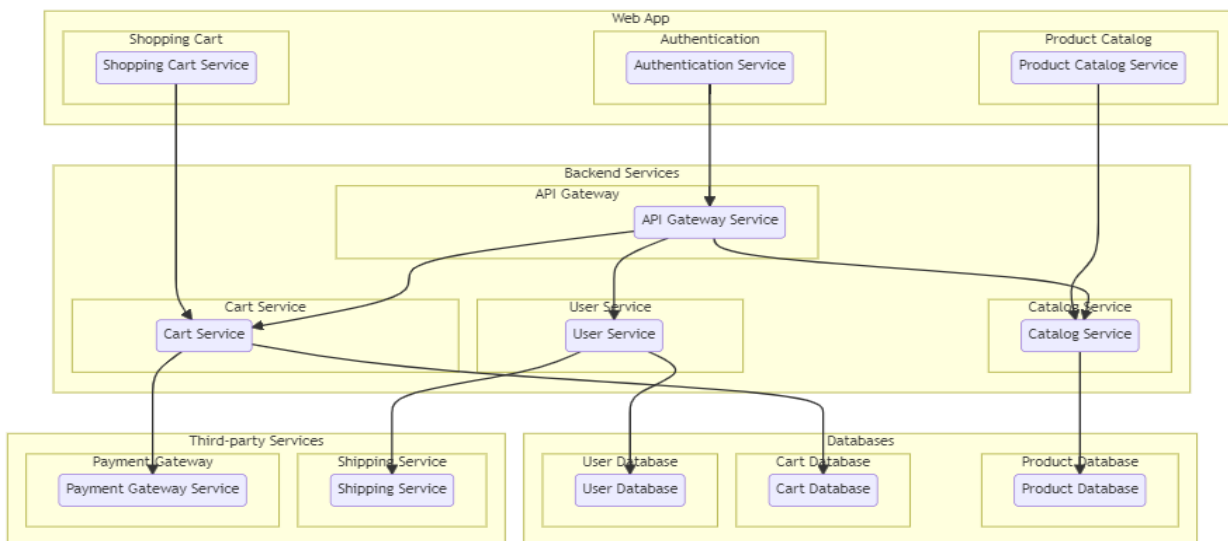 Web App
Shopping Cart
Authentication
Product Catalog
Shopping Cart Service
Authentication Service
Product Catalog Service
Backend Services
API Gateway
API Gateway Service
Cart Service
User Service
Catalog Service
Cart Service
User Service
Catalog Service
Third-party Services
Databases
Payment Gateway
Shipping Service
User Database
Cart Database
Product Database
Payment Gateway Service
Shipping Service
User Database
Cart Database
Product Database